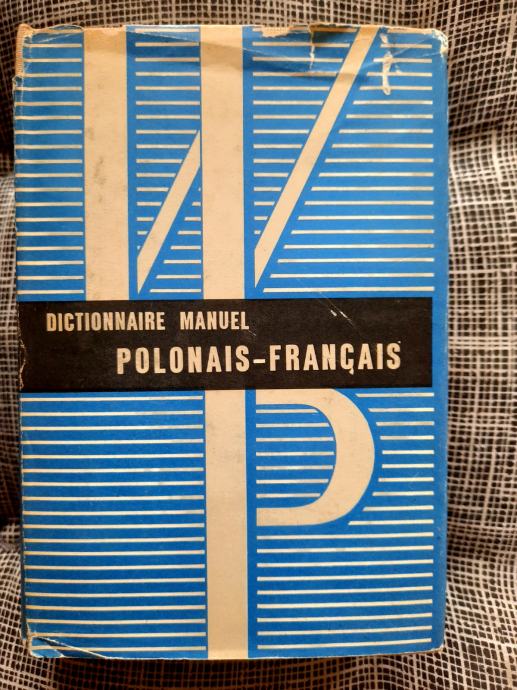 W
DICTIONNAIRE MANUEL
POLONAIS-FRANÇAIS
P